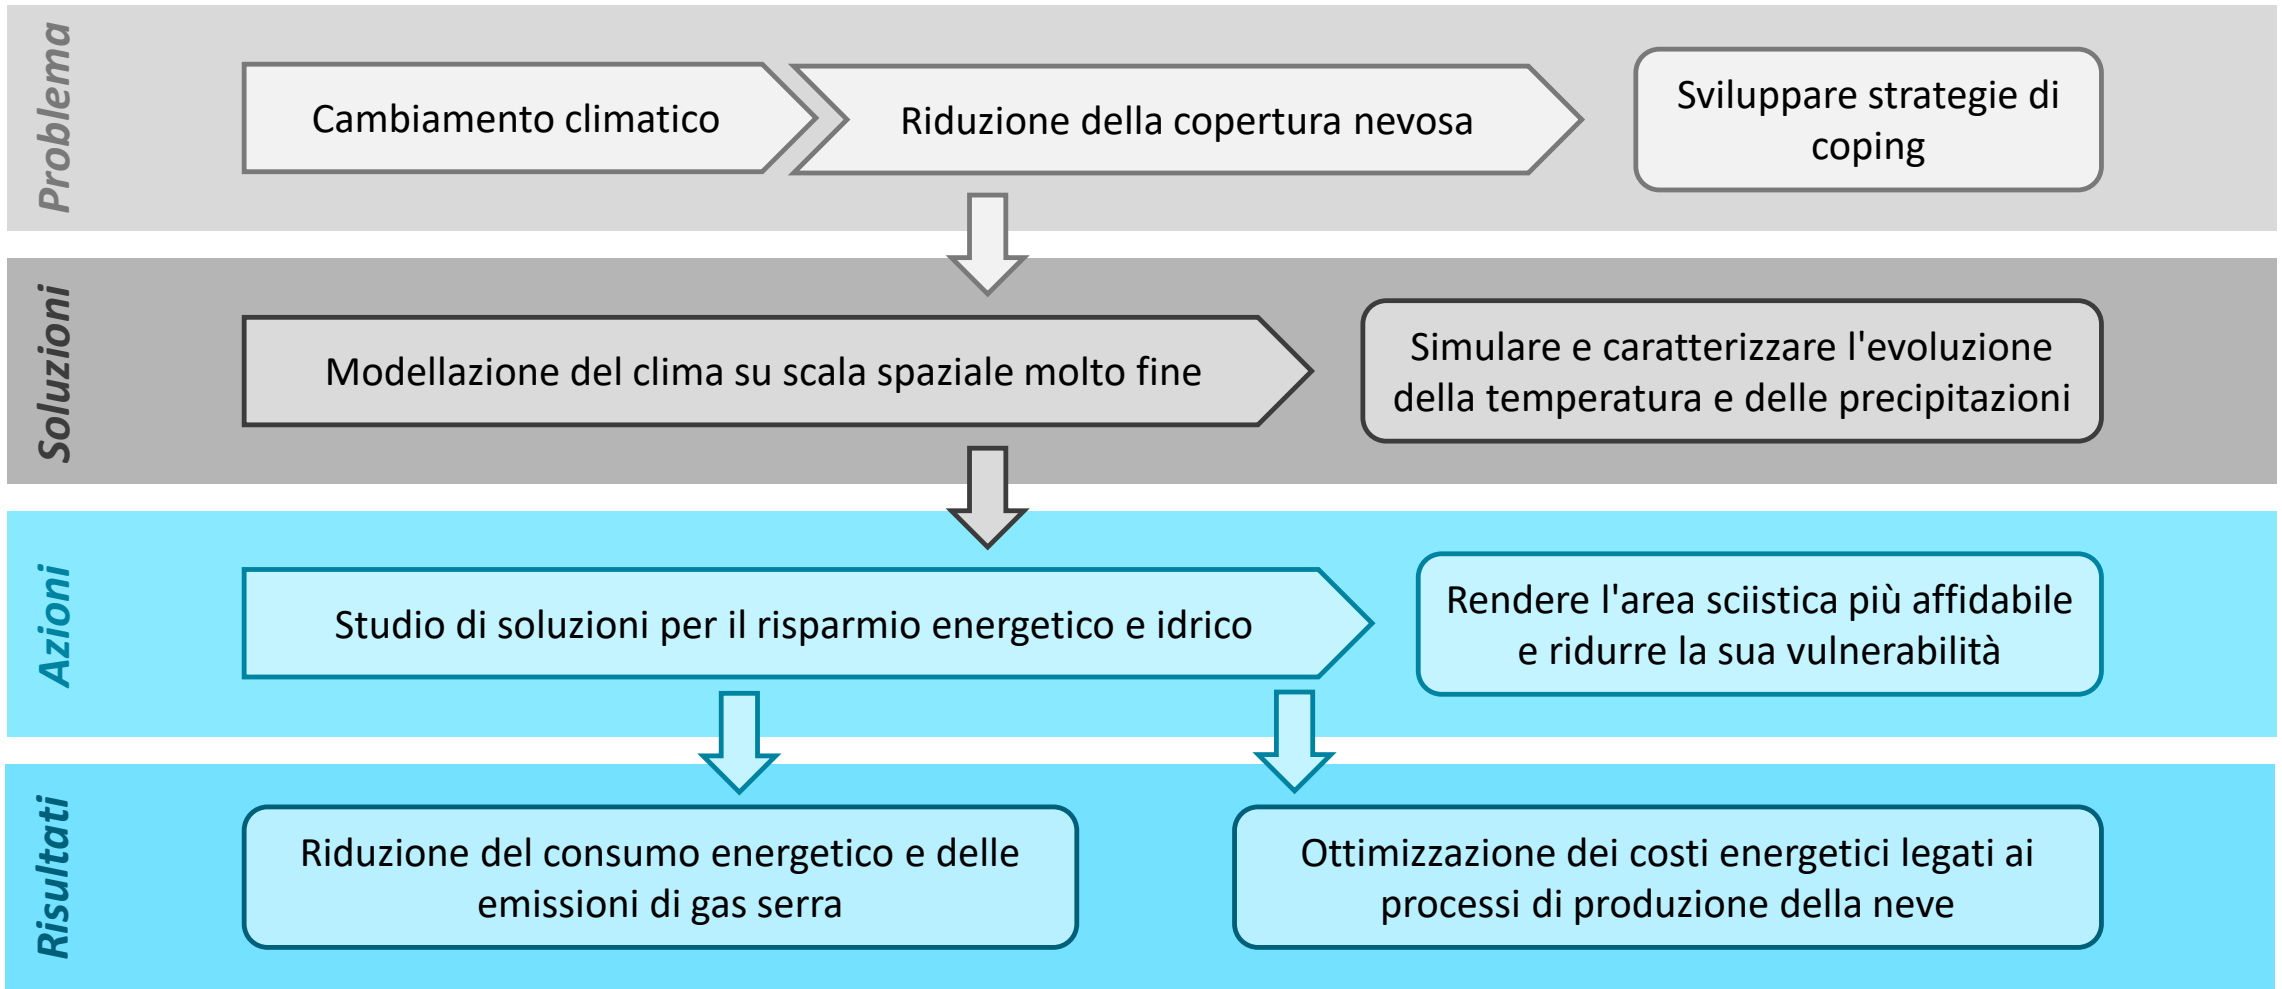 Problema
Cambiamento climatico
Riduzione della copertura nevosa
Sviluppare strategie di
coping
Soluzioni
Modellazione del clima su scala spaziale molto fine
Simulare e caratterizzare l'evoluzione
della temperatura e delle precipitazioni
Azioni
Studio di soluzioni per il risparmio energetico e idrico
Rendere l'area sciistica più affidabile
e ridurre la sua vulnerabilità
Risultati
Riduzione del consumo energetico e delle
emissioni di gas serra
Ottimizzazione dei costi energetici legati ai
processi di produzione della neve